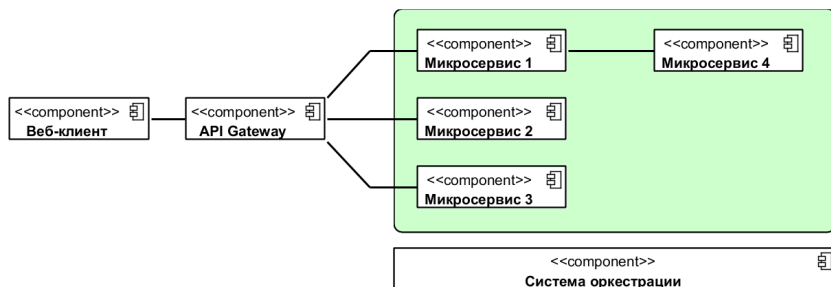 <<component>>
Микросервис 1
<<component>>
Микросервис 4
<<component>>
Веб-клиент
<<component>>
API Gateway
<<component>>
Микросервис 2
<<component>>
Микросервис 3
<<component>>
Система оркестрации